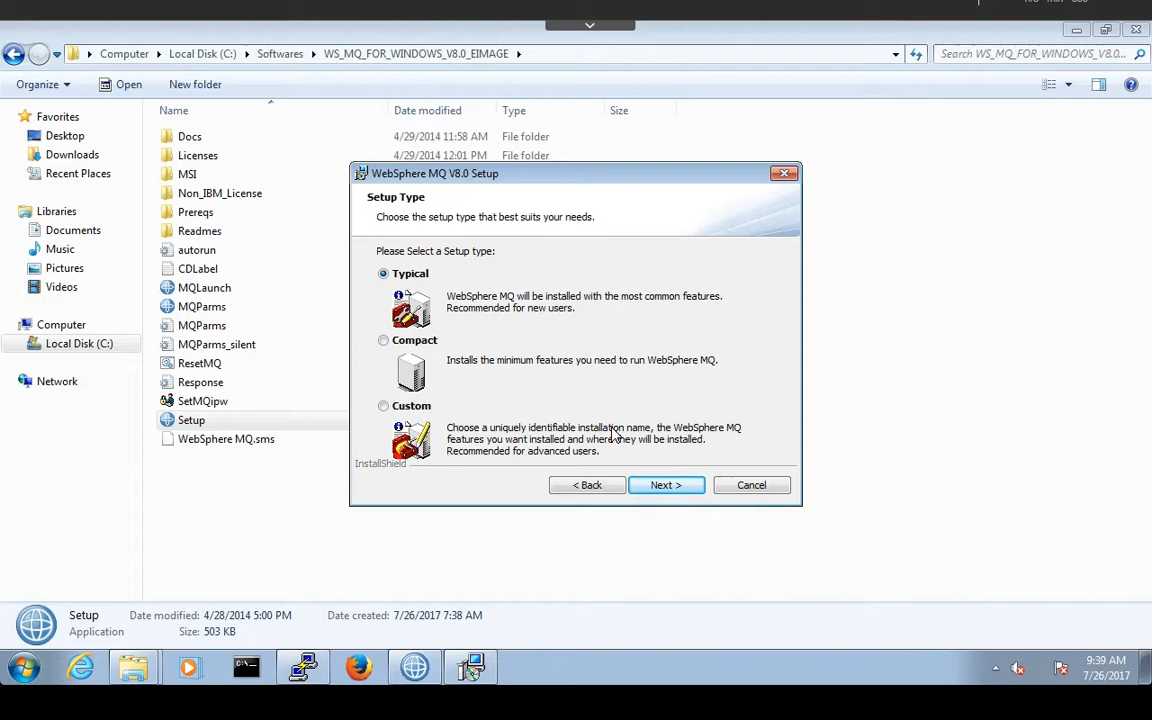 Computer
Local Disk (C:)
Softwares
WS_MQ_FOR_WINDOWS_V8.0_EIMAGE
Search WS_MQ_FOR_WINDOWS_V8.0...
Organize
Open
New folder
Favorites
Desktop
Downloads
Recent Places
Libraries
Documents
Music
Pictures
Videos
Computer
Local Disk (C:)
Network
Name
Date modified
Type
Size
Docs
4/29/2014 11:58 AM
File folder
Licenses
4/29/2014 12:01 PM
File folder
MSI
Non_IBM_License
Prereqs
Readmes
autorun
CDLabel
MQLaunch
MQParms
MQParms
MQParms_silent
ResetMQ
Response
SetMQipw
Setup
WebSphere MQ.sms
WebSphere MQ V8.0 Setup
Setup Type
Choose the setup type that best suits your needs.
Please Select a Setup type:
Typical
WebSphere MQ will be installed with the most common features.
Recommended for new users.
Compact
Installs the minimum features you need to run WebSphere MQ.
Custom
Choose a uniquely identifiable installation name, the WebSphere MQ
features you want installed and where they will be installed.
Recommended for advanced users.
InstallShield
< Back
Next >
Cancel
Setup
Date modified: 4/28/2014 5:00 PM
Date created: 7/26/2017 7:38 AM
Application
Size: 503 KB
9:39 AM
7/26/2017